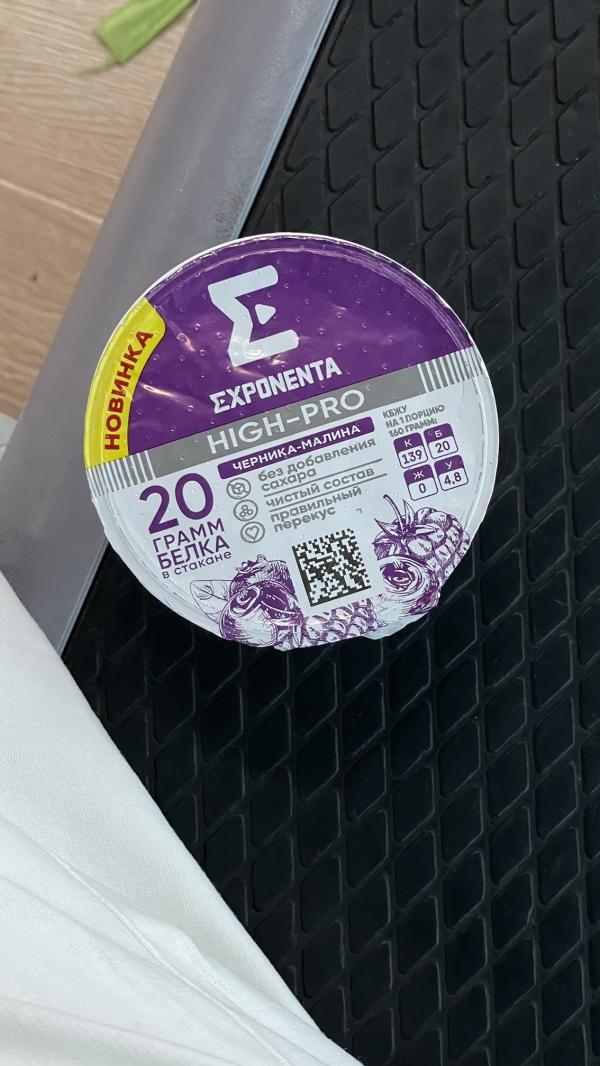 НОВИНКА
EXPONENTA
HIGH-PRO
ЧЕРНИКА-МАЛИНА
без добавления
сахара
чистый состав
правильный
перекус
20
ГРАММ
БЕЛКА
в стакане
КБЖУ
НА 1 ПОРЦИЮ
160 ГРАММ:
К
139
Б
20
Ж
0
У
4,8